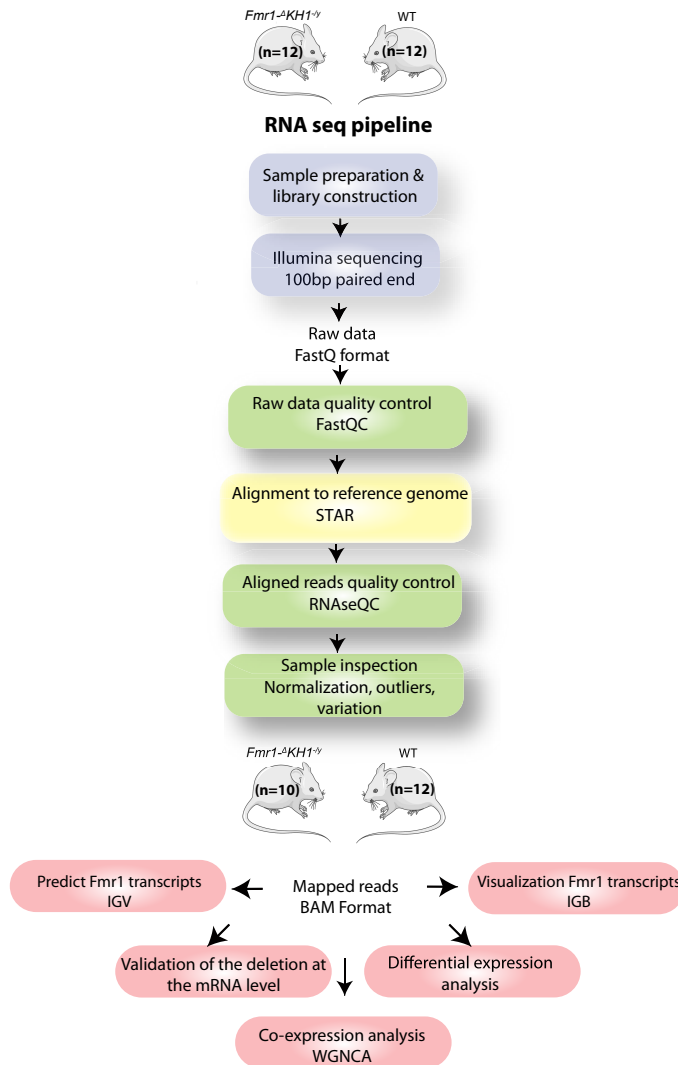 Fmr1-ΔKH1-/y WT
(n=12) (n=12)
RNA seq pipeline
Sample preparation &
library construction
Illumina sequencing
100bp paired end
Raw data
FastQ format
Raw data quality control
FastQC
Alignment to reference genome
STAR
Aligned reads quality control
RNAseQC
Sample inspection
Normalization, outliers,
variation
Fmr1-ΔKH1-/y WT
(n=10) (n=12)
Predict Fmr1 transcripts
IGV
Mapped reads
BAM Format
Visualization Fmr1 transcripts
IGB
Validation of the deletion at
the mRNA level
Differential expression
analysis
Co-expression analysis
WGNCA